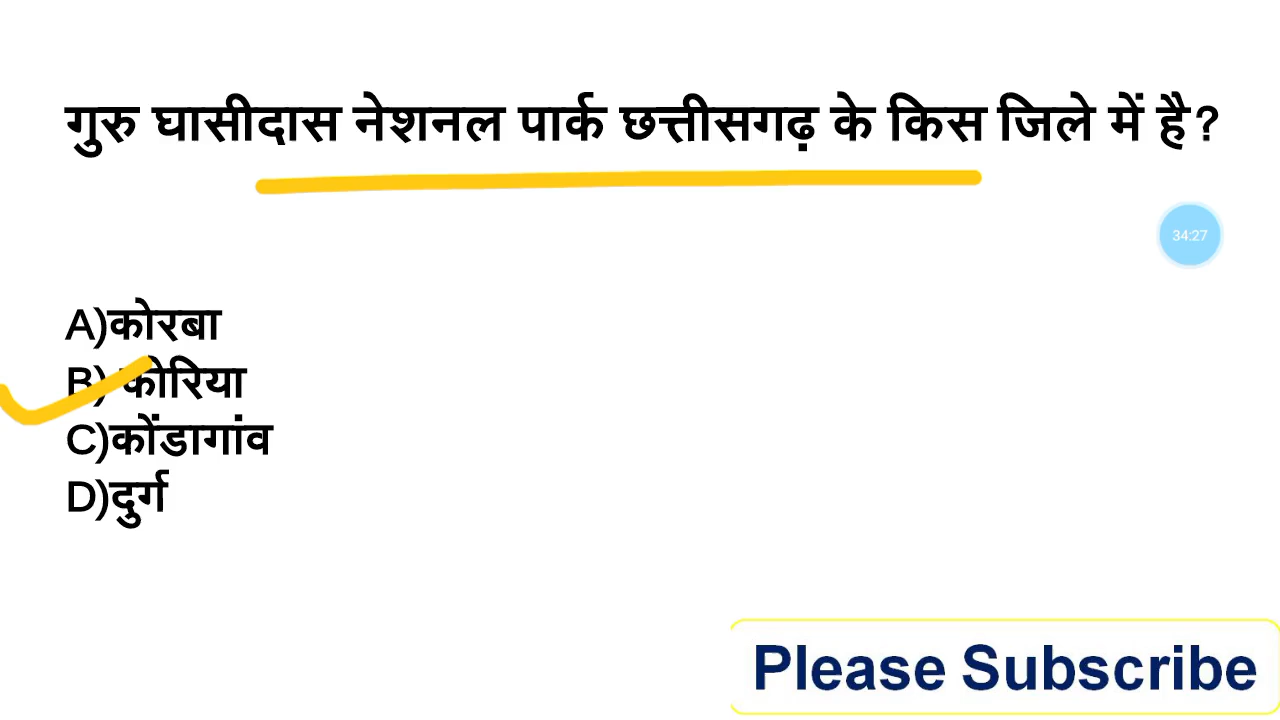 गुरु घासीदास नेशनल पार्क छत्तीसगढ़ के किस जिले में है?
34:27
A)कोरबा
B) कोरिया
C)कोंडागांव
D)दुर्ग
Please Subscribe